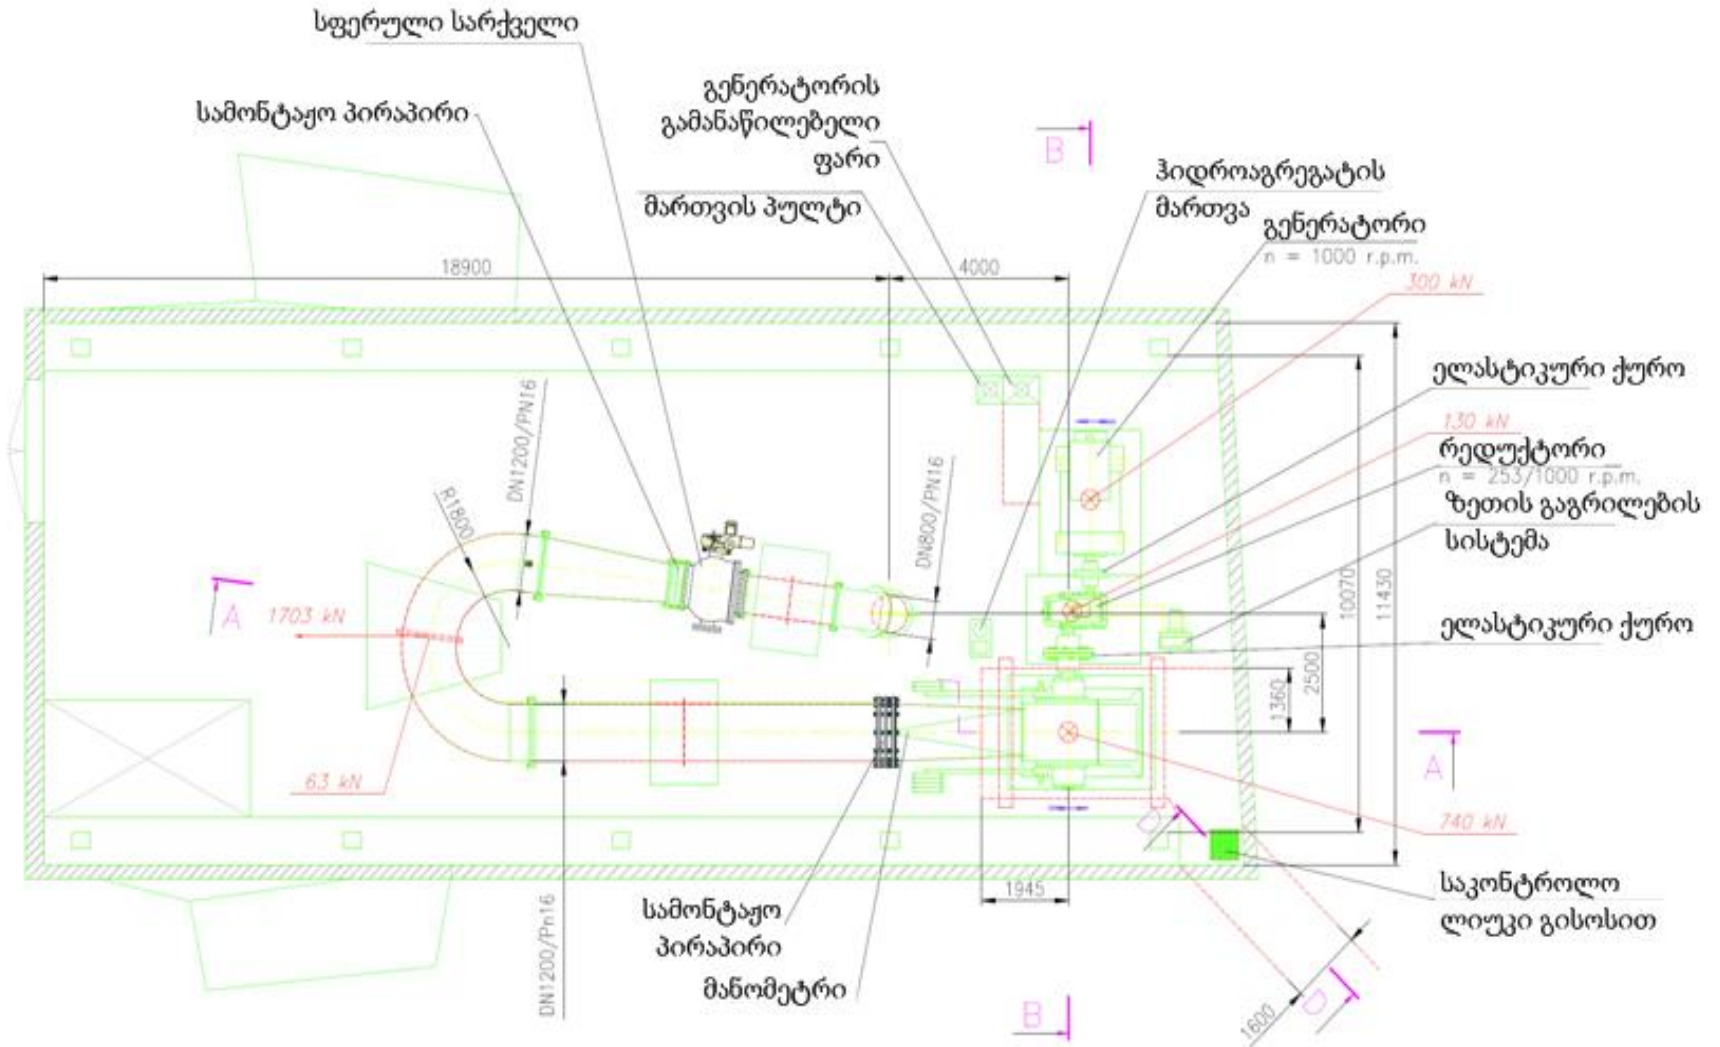 სფერული სარქველი
სამონტაჟო პირაპირი
გენერატორის
გამანაწილებელი
ფარი
მართვის პულტი
B
ჰიდროაგრეგატის
მართვა
გენერატორი
n = 1000 r.p.m.
18900
4000
300 kN
ელასტიკური ქურო
130 kN
რედუქტორი
n = 253/1000 r.p.m.
ზეთის გაგრილების
სისტემა
DN1200/PN16
R1800
DN800/PN16
10070
11430
A
1703 kN
ელასტიკური ქურო
2500
1360
A
63 kN
740 kN
D
1945
საკონტროლო
ლიუკი გისოსით
DN1200/Pn16
სამონტაჟო
პირაპირი
მანომეტრი
B
1600
D